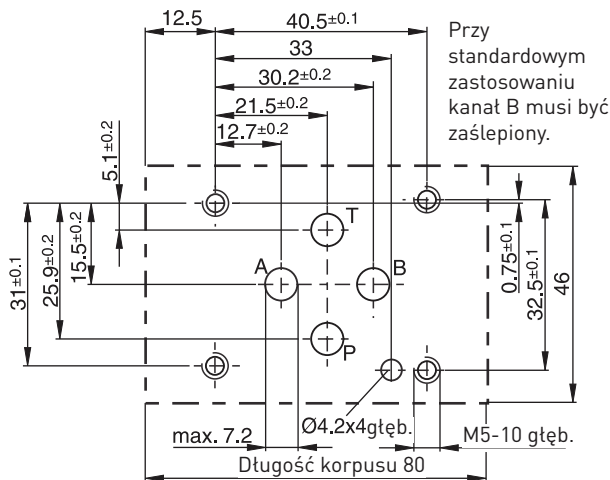 12.5
40.5±0.1
33
30.2±0.2
21.5±0.2
12.7±0.2
Przy
standardowym
zastosowaniu
kanał B musi być
zaślepiony.
5.1±0.2
15.5±0.2
25.9±0.2
31±0.1
T
A
B
P
0.75±0.1
32.5±0.1
46
max. 7.2
Ø4.2x4głęb.
M5-10 głęb.
Długość korpusu 80